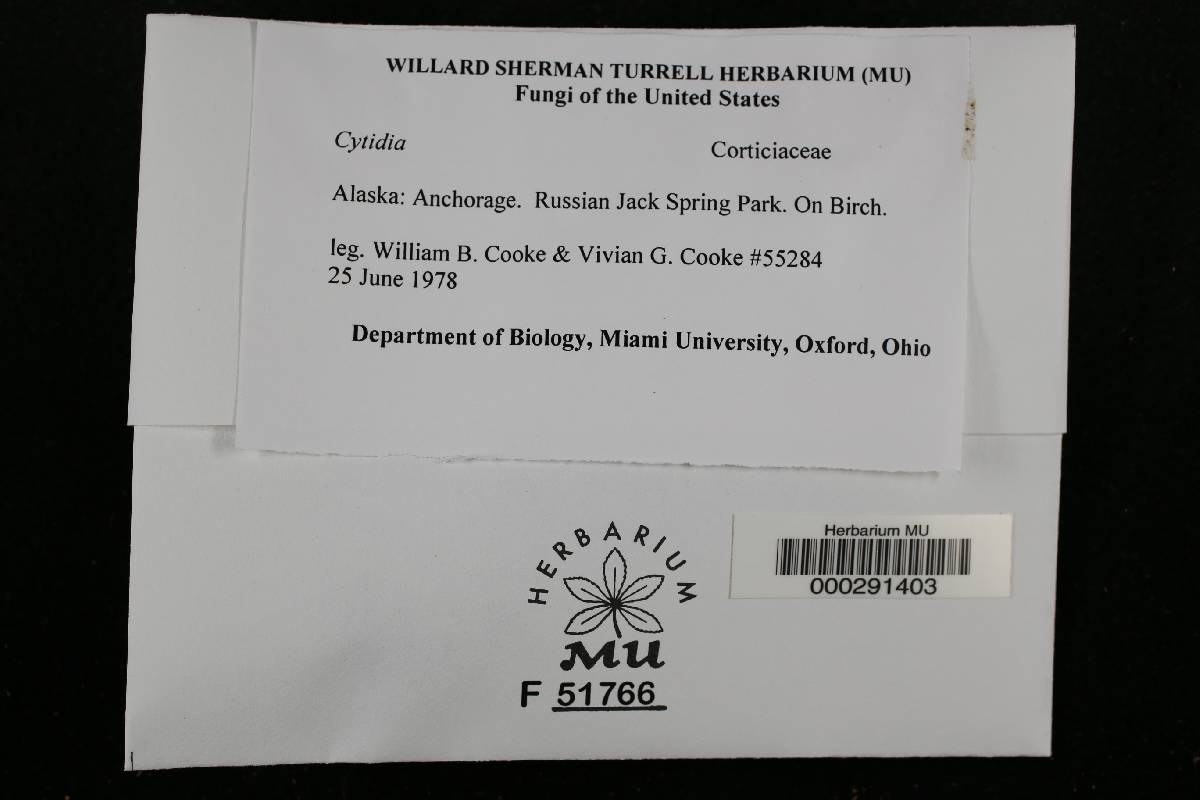 WILLARD SHERMAN TURRELL HERBARIUM (MU)
Fungi of the United States
Cytidia Corticiaceae
Alaska: Anchorage. Russian Jack Spring Park. On Birch.
leg. William B. Cooke & Vivian G. Cooke #55284
25 June 1978
Department of Biology, Miami University, Oxford, Ohio
HERBARIUM
MU
F 51766
Herbarium MU
000291403